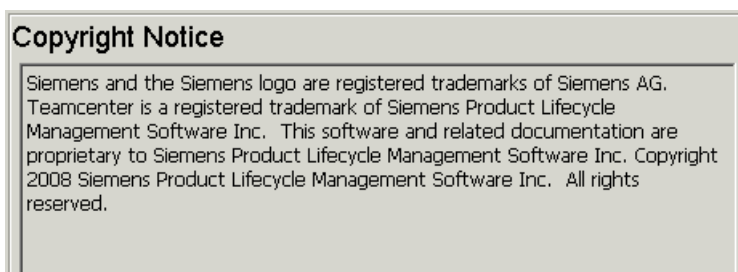 Copyright Notice
Siemens and the Siemens logo are registered trademarks of Siemens AG.
Teamcenter is a registered trademark of Siemens Product Lifecycle
Management Software Inc.  This software and related documentation are
proprietary to Siemens Product Lifecycle Management Software Inc. Copyright
2008 Siemens Product Lifecycle Management Software Inc.  All rights
reserved.